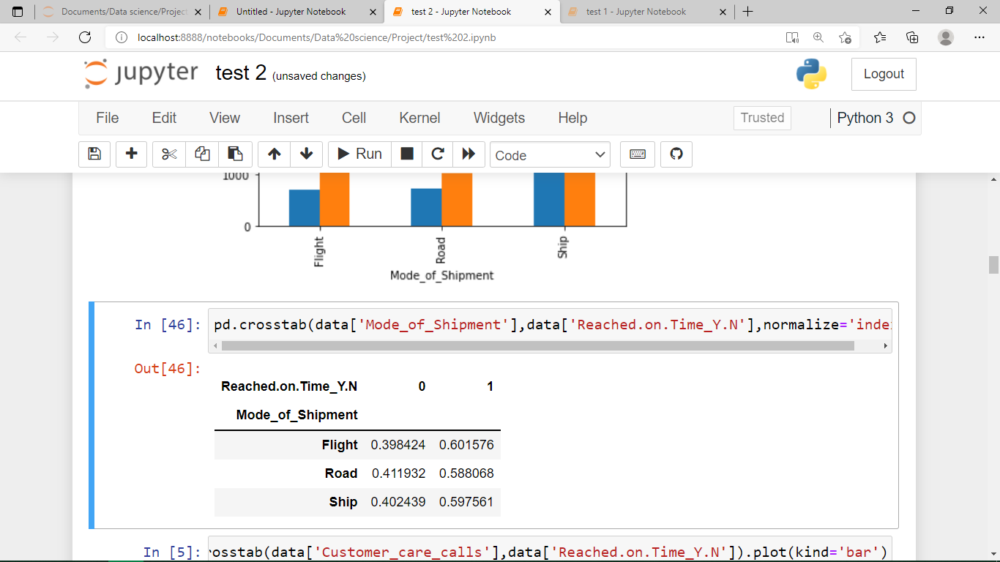 Documents/Data science/Project
Untitled - Jupyter Notebook
test 2 - Jupyter Notebook
test 1 - Jupyter Notebook
localhost:8888/notebooks/Documents/Data%20science/Project/test%202.ipynb
jupyter test 2 (unsaved changes)
Logout
File Edit View Insert Cell Kernel Widgets Help Trusted Python 3
Run Code
1000
0
Flight
Road
Ship
Mode_of_Shipment
In [46]: pd.crosstab(data['Mode_of_Shipment'],data['Reached.on.Time_Y.N'],normalize='inde
Out[46]:
Reached.on.Time_Y.N 0 1
Mode_of_Shipment
Flight 0.398424 0.601576
Road 0.411932 0.588068
Ship 0.402439 0.597561
In [5]: rosstab(data['Customer_care_calls'],data['Reached.on.Time_Y.N']).plot(kind='bar')